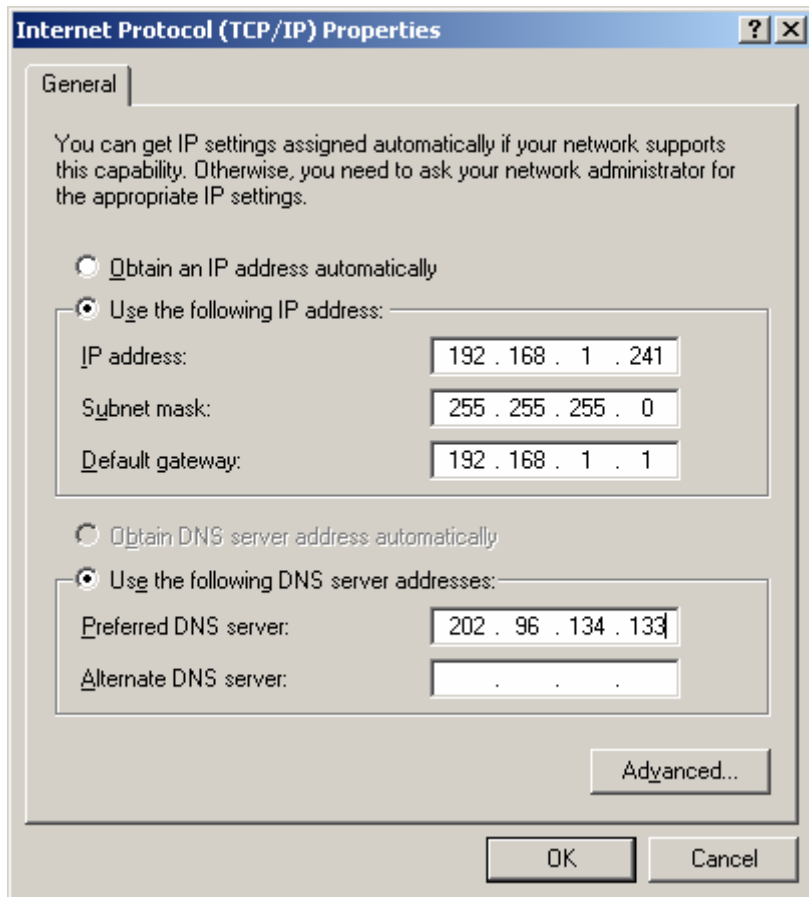 Internet Protocol (TCP/IP) Properties
General
You can get IP settings assigned automatically if your network supports
this capability. Otherwise, you need to ask your network administrator for
the appropriate IP settings.
Obtain an IP address automatically
Use the following IP address:
IP address: 192 . 168 . 1 . 241
Subnet mask: 255 . 255 . 255 . 0
Default gateway: 192 . 168 . 1 . 1
Obtain DNS server address automatically
Use the following DNS server addresses:
Preferred DNS server: 202 . 96 . 134 . 133
Alternate DNS server: . . .
Advanced...
OK Cancel